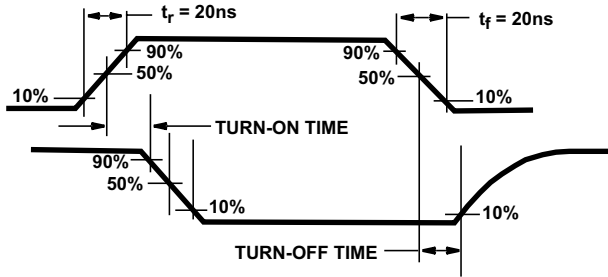 tr = 20ns
tf = 20ns
90%
90%
50%
50%
10%
10%
TURN-ON TIME
90%
50%
10%
10%
TURN-OFF TIME